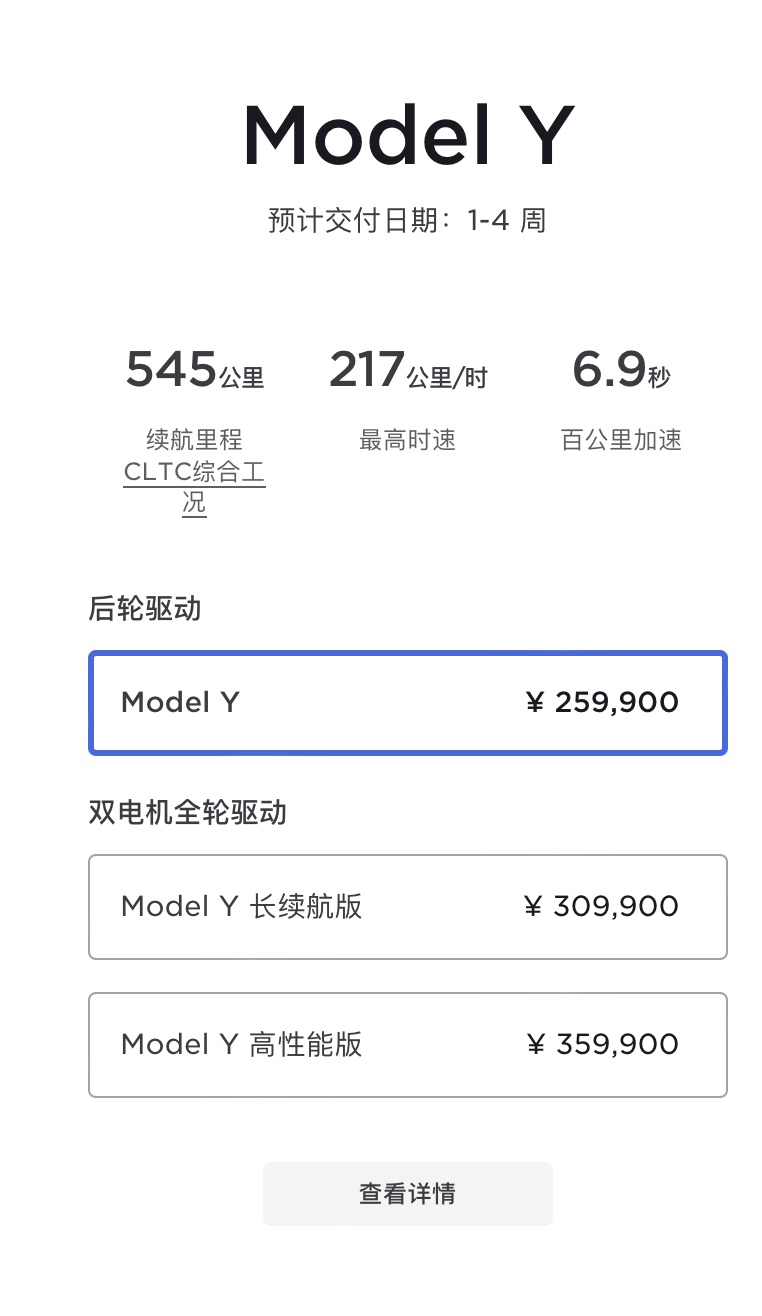 Model Y
预计交付日期：1-4 周
545公里
217公里/时
6.9秒
续航里程
CLTC综合工
况
最高时速
百公里加速
后轮驱动
Model Y ¥ 259,900
双电机全轮驱动
Model Y 长续航版 ¥ 309,900
Model Y 高性能版 ¥ 359,900
查看详情